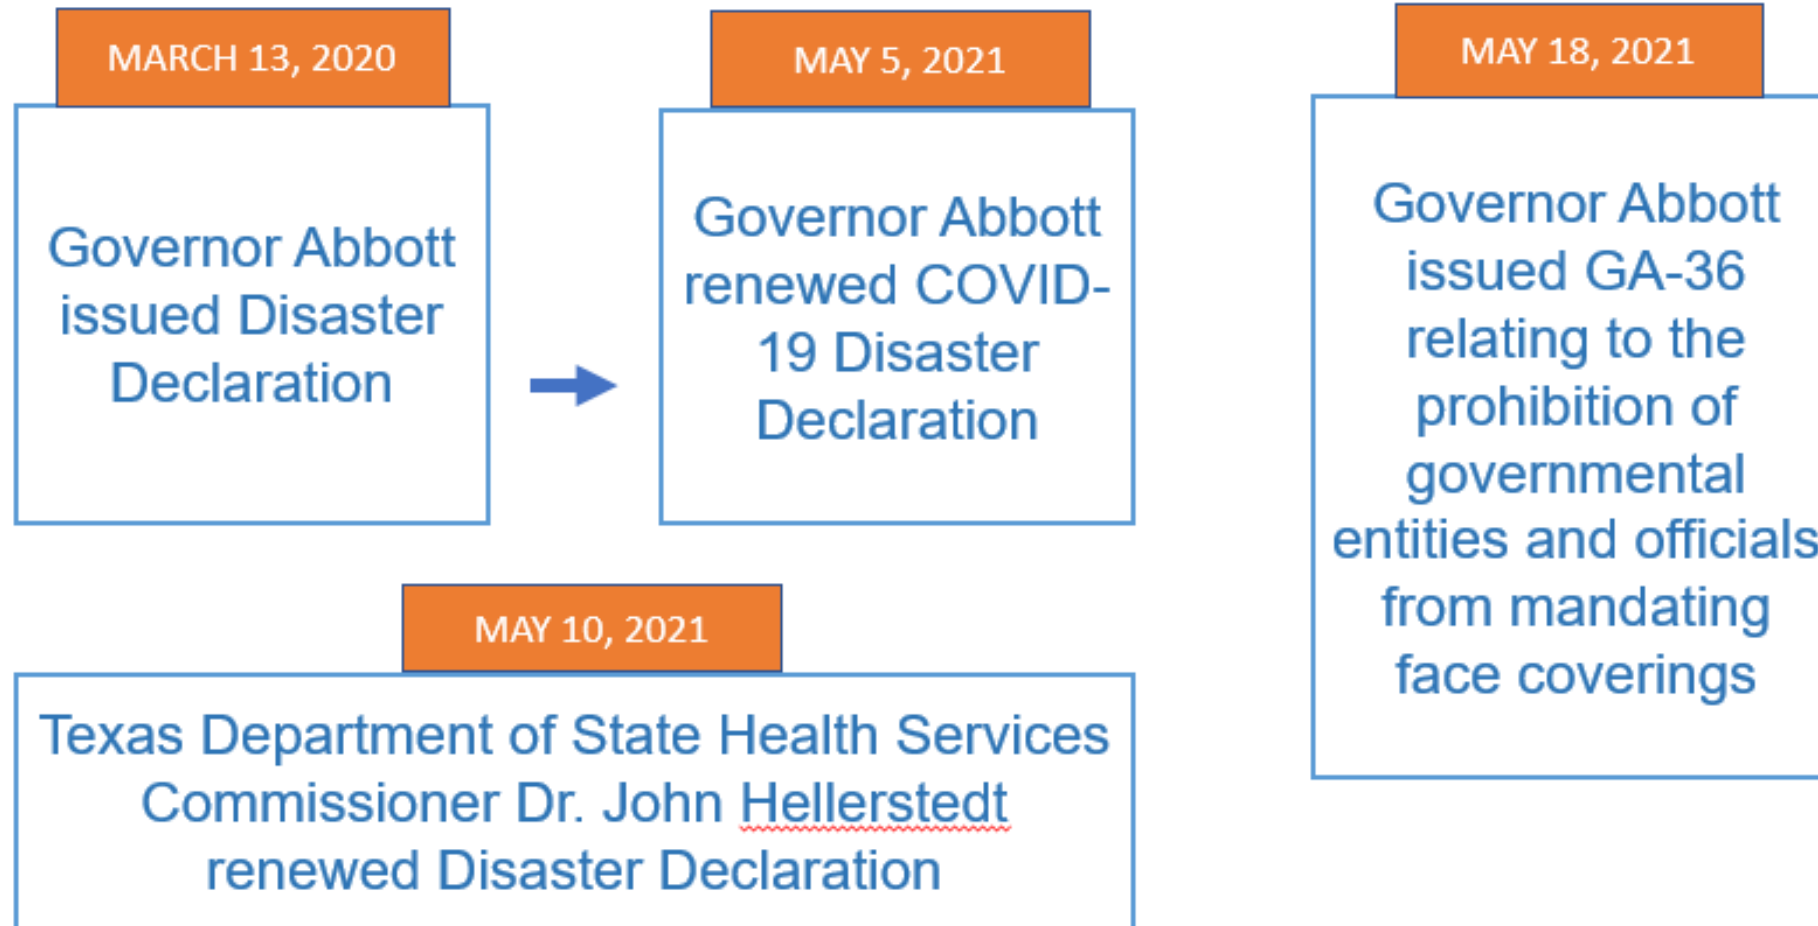 MARCH 13, 2020
Governor Abbott
issued Disaster
Declaration
MAY 5, 2021
Governor Abbott
renewed COVID-
19 Disaster
Declaration
MAY 18, 2021
Governor Abbott
issued GA-36
relating to the
prohibition of
governmental
entities and officials
from mandating
face coverings
MAY 10, 2021
Texas Department of State Health Services
Commissioner Dr. John Hellerstedt
renewed Disaster Declaration